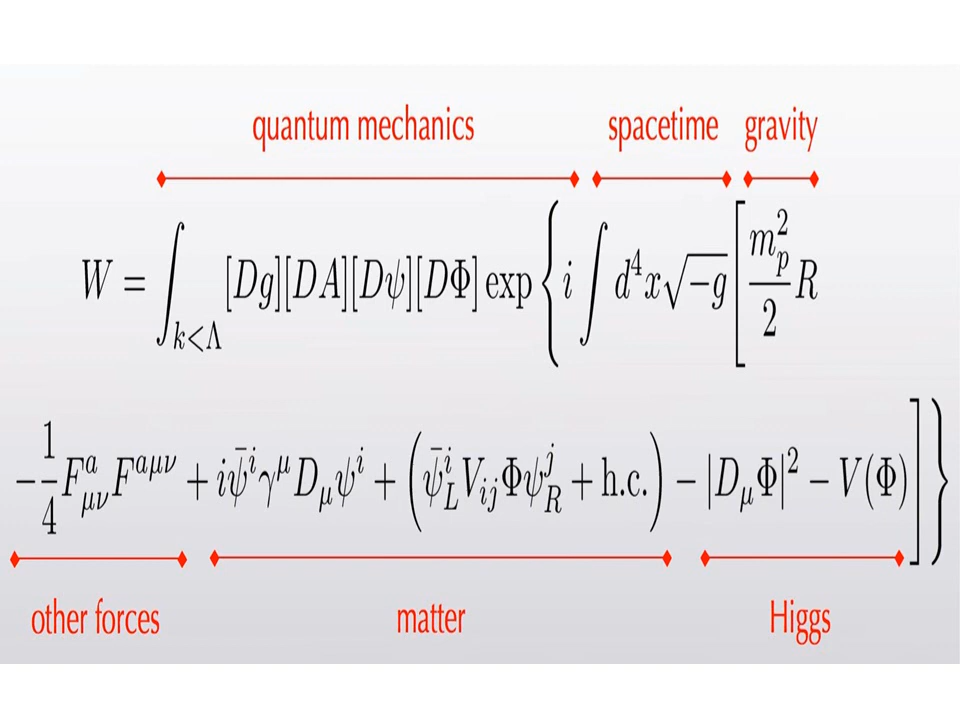 quantum mechanics spacetime gravity
W = ∫_{k<Λ} [Dg][DA][Dψ][DΦ] exp { i ∫ d⁴x √−g [ m_p²/2 R
−1/4 F^a_{μν} F^{aμν} + iψ̄^i γ^μ D_μ ψ^i + ( ψ̄^i_L V_{ij} Φ ψ^j_R + h.c. ) − |D_μ Φ|² − V(Φ) ] }
other forces matter Higgs